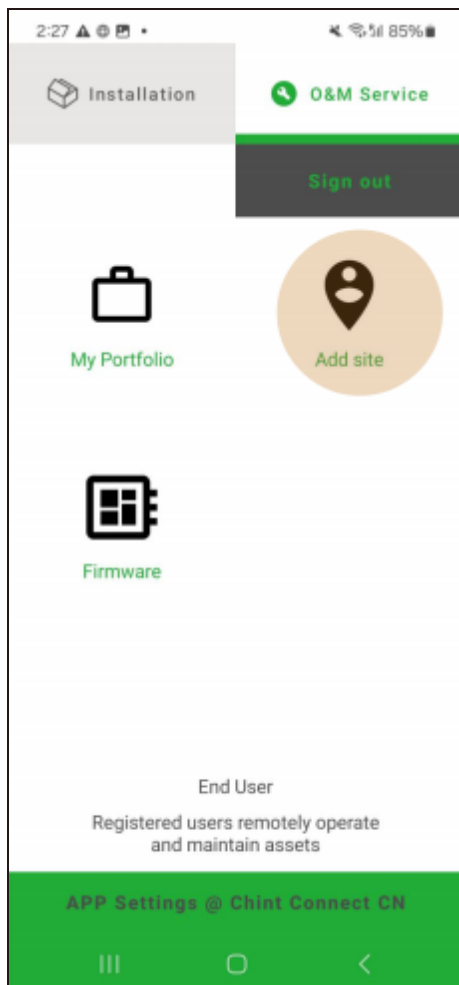 2:27
85%
Installation
O&M Service
Sign out
My Portfolio
Add site
Firmware
End User
Registered users remotely operate
and maintain assets
APP Settings @ Chint Connect CN